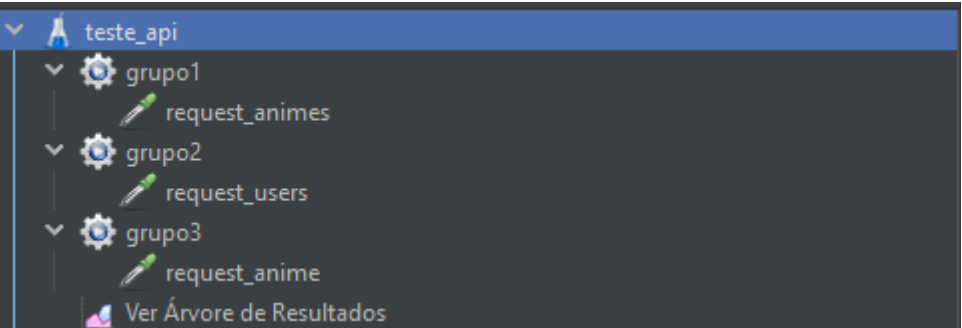 teste_api
grupo1
request_animes
grupo2
request_users
grupo3
request_anime
Ver Árvore de Resultados